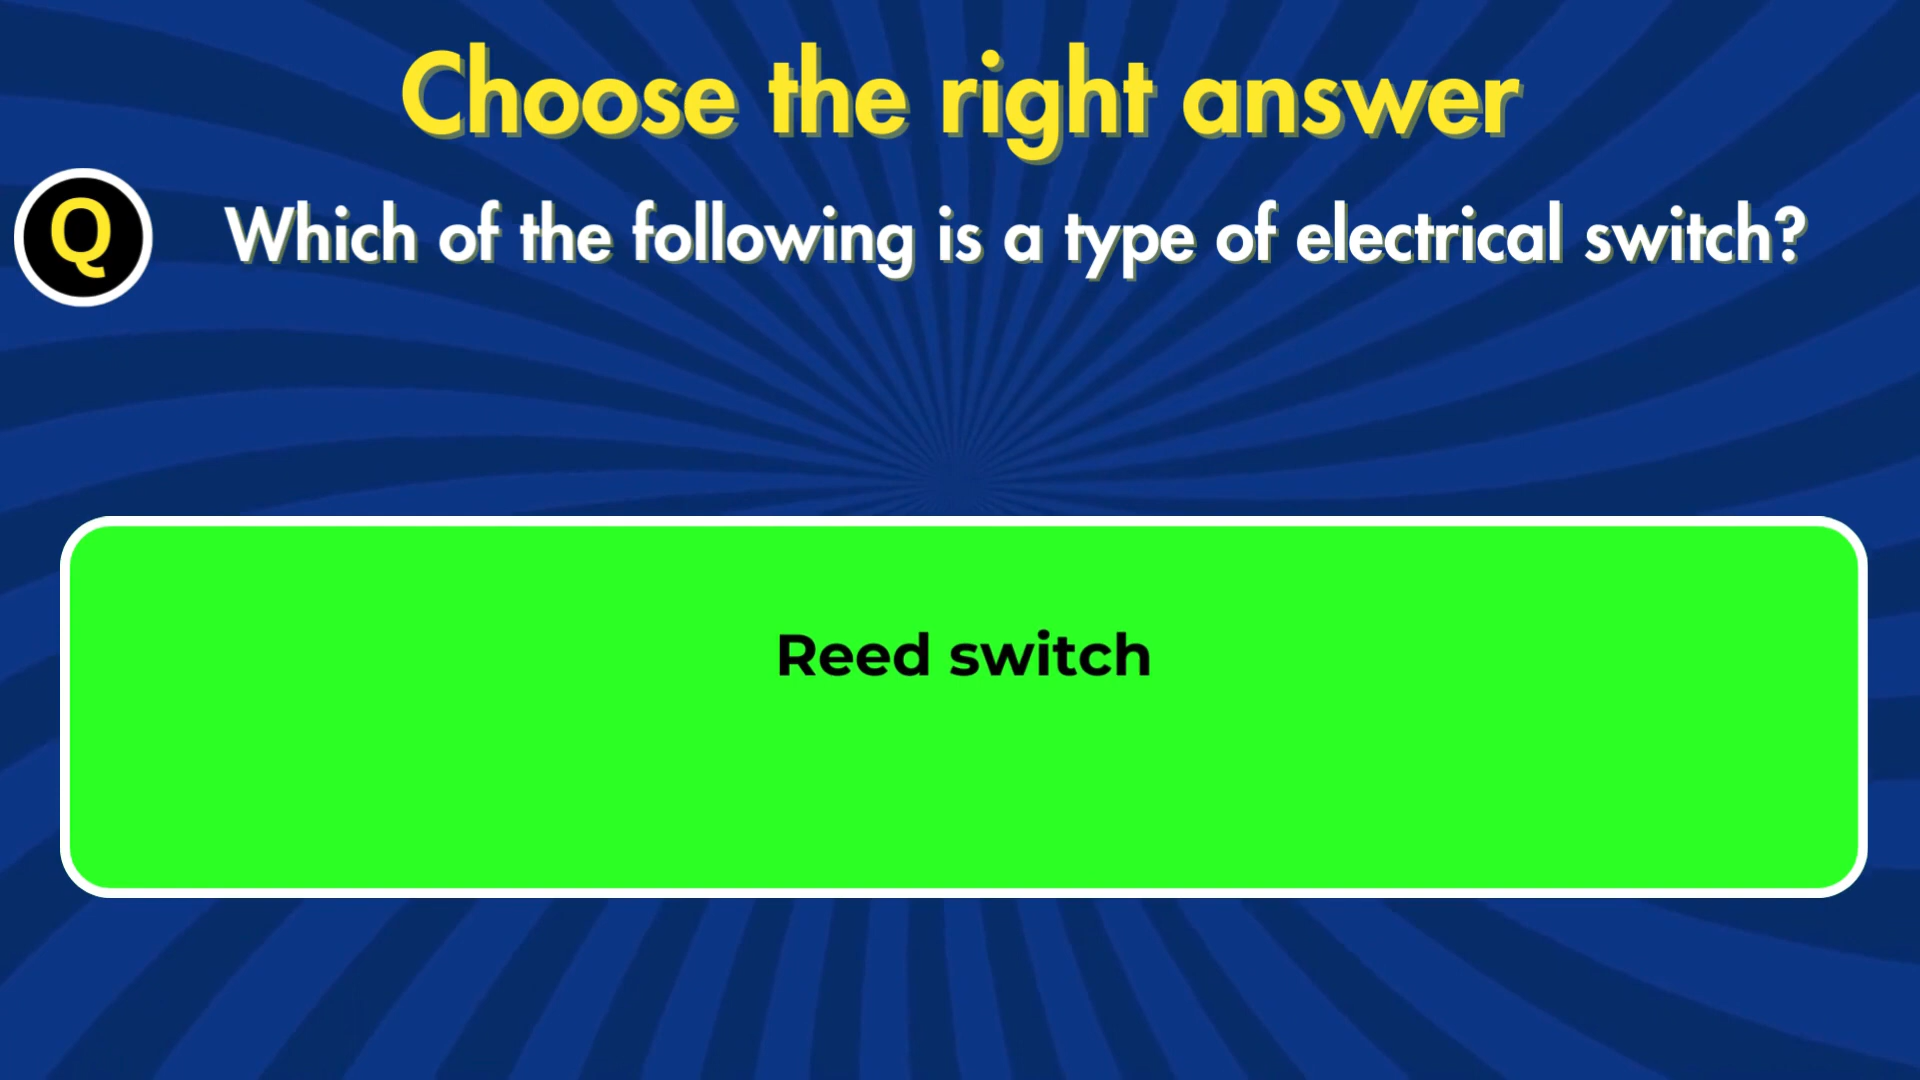 Choose the right answer
Q Which of the following is a type of electrical switch?
Reed switch